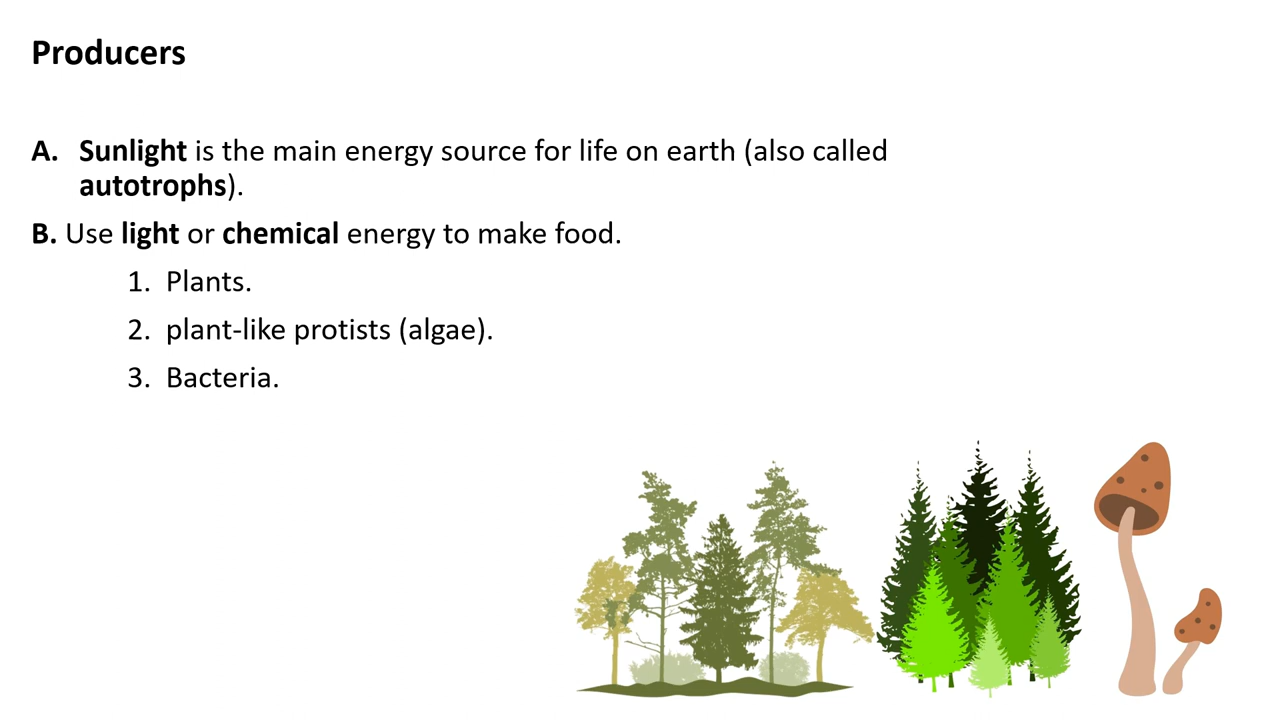 Producers
A. Sunlight is the main energy source for life on earth (also called
autotrophs).
B. Use light or chemical energy to make food.
1. Plants.
2. plant-like protists (algae).
3. Bacteria.